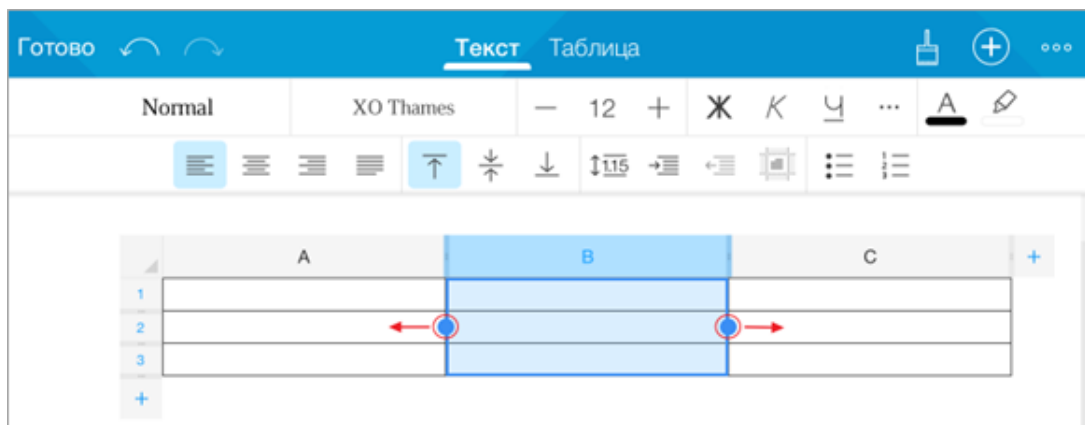 Готово Текст Таблица
Normal XO Thames — 12 + Ж К Ч ... А
1.15
A B C +
1
2
3
+